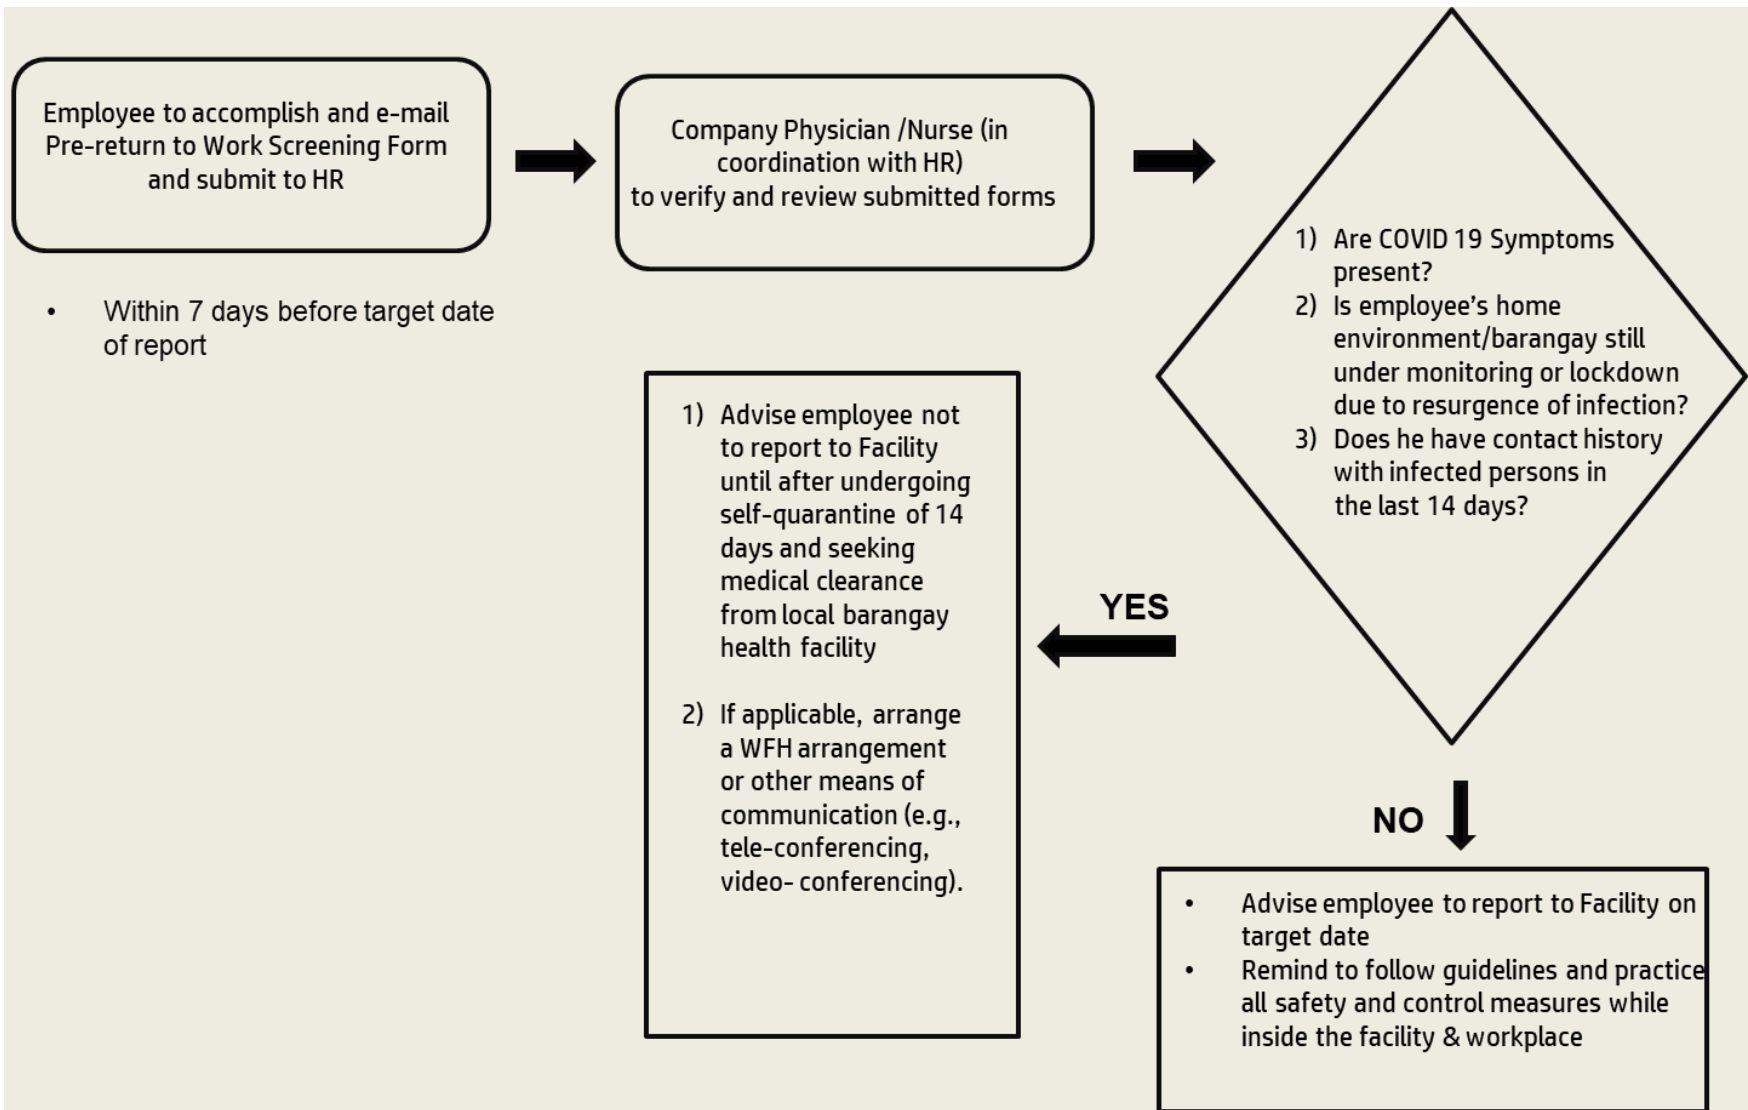 Employee to accomplish and e-mail
Pre-return to Work Screening Form
and submit to HR
• Within 7 days before target date
of report
Company Physician /Nurse (in
coordination with HR)
to verify and review submitted forms
1) Are COVID 19 Symptoms
present?
2) Is employee’s home
environment/barangay still
under monitoring or lockdown
due to resurgence of infection?
3) Does he have contact history
with infected persons in
the last 14 days?
YES
1) Advise employee not
to report to Facility
until after undergoing
self-quarantine of 14
days and seeking
medical clearance
from local barangay
health facility
2) If applicable, arrange
a WFH arrangement
or other means of
communication (e.g.,
tele-conferencing,
video- conferencing).
NO
• Advise employee to report to Facility on
target date
• Remind to follow guidelines and practice
all safety and control measures while
inside the facility & workplace